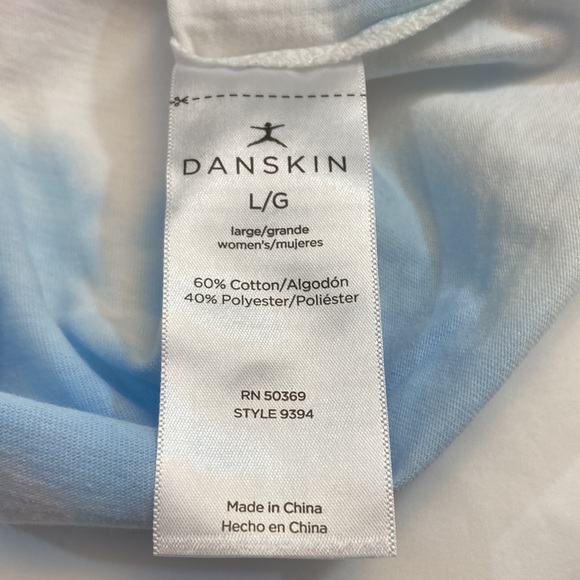 DANSKIN
L/G
large/grande
women's/mujeres
60% Cotton/Algodón
40% Polyester/Poliéster
RN 50369
STYLE 9394
Made in China
Hecho en China